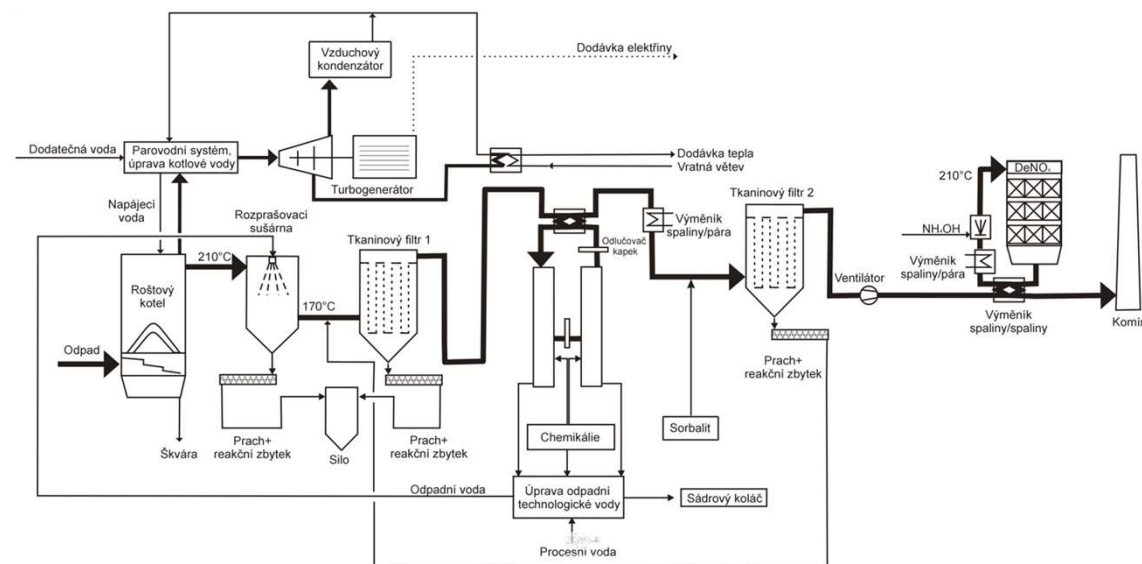 Vzduchový
kondenzátor
Dodávka elektřiny
Dodatečná voda
Parovodní systém,
úprava kotlové vody
Turbogenerátor
Dodávka tepla
Vratná větev
Napájecí
voda
Rozprašovací
sušárna
Tkaninový filtr 1
Tkaninový filtr 2
210°C
DeNOₓ
Výměník
spaliny/pára
Odlučovač
kapek
NH₄OH
210°C
Roštový
kotel
170°C
Ventilátor
Výměník
spaliny/pára
Výměník
spaliny/spaliny
Komín
Odpad
Prach+
reakční zbytek
Škvára
Prach+
reakční zbytek
Silo
Prach+
reakční zbytek
Chemikálie
Sorbalit
Odpadní voda
Úprava odpadní
technologické vody
Sádrový koláč
Procesní voda